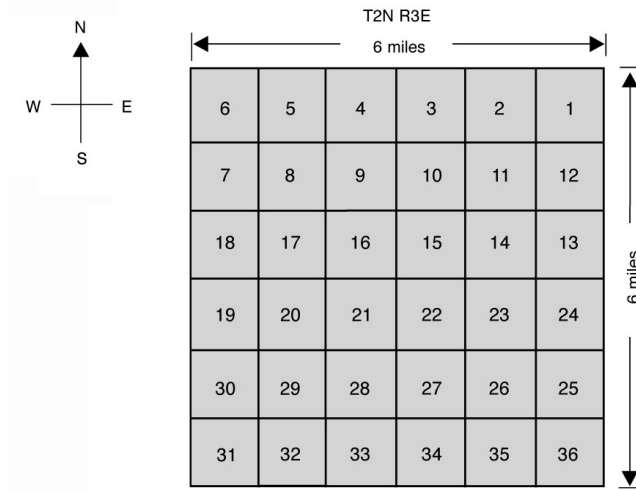 T2N R3E
6 miles
N
W E
S
6 5 4 3 2 1
7 8 9 10 11 12
18 17 16 15 14 13
19 20 21 22 23 24
30 29 28 27 26 25
31 32 33 34 35 36
6 miles